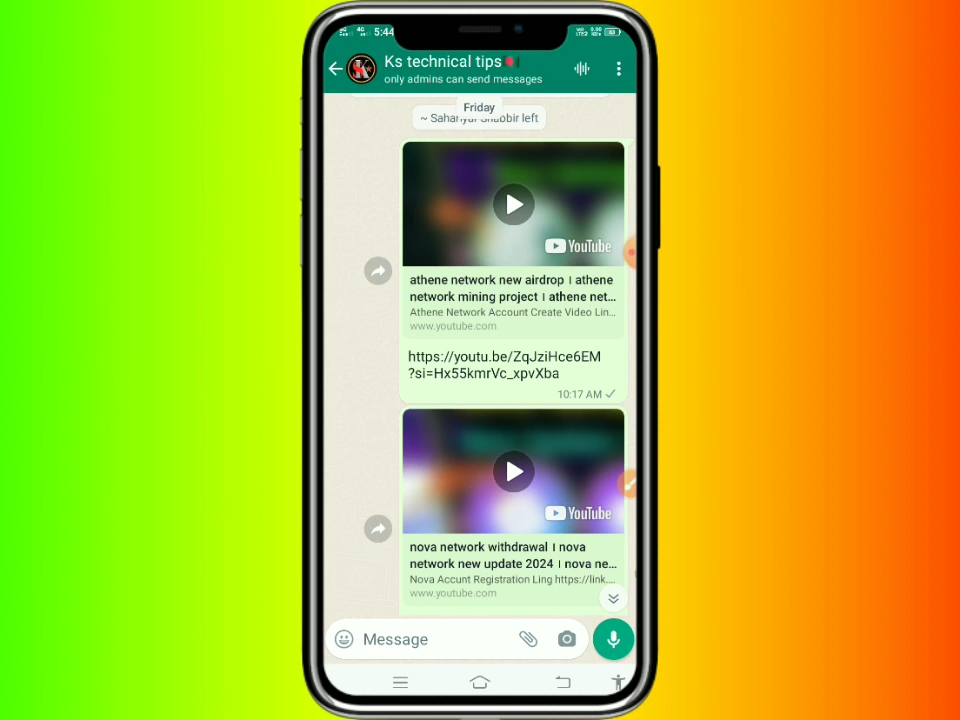 5:44
Ks technical tips
only admins can send messages
Friday
left
YouTube
athene network new airdrop I athene
network mining project I athene net...
Athene Network Account Create Video Lin...
www.youtube.com
https://youtu.be/ZqJziHce6EM
?si=Hx55kmrVc_xpvXba
10:17 AM
YouTube
nova network withdrawal I nova
network new update 2024 I nova ne...
Nova Accunt Registration Ling https://link....
www.youtube.com
Message